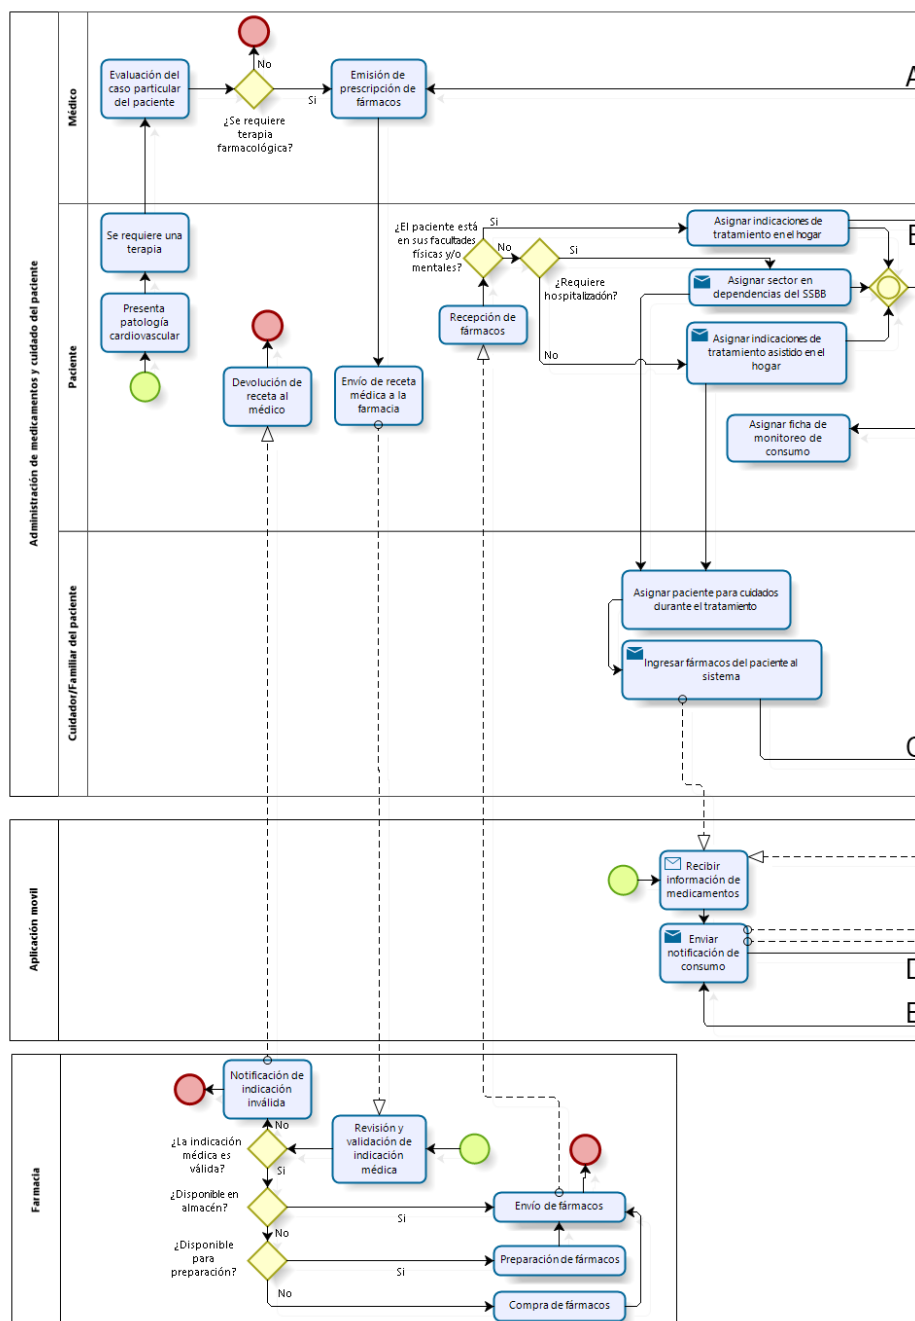 Administración de medicamentos y cuidado del paciente
Médico
Evaluación del
caso particular
del paciente
No
Si
¿Se requiere
terapia
farmacológica?
Emisión de
prescripción de
fármacos
A
Paciente
Se requiere una
terapia
Presenta
patología
cardiovascular
Devolución de
receta al
médico
Envío de receta
médica a la
farmacia
¿El paciente está
en sus facultades
físicas y/o
mentales?
Si
No
Recepción de
fármacos
Si
¿Requiere
hospitalización?
No
Asignar indicaciones de
tratamiento en el hogar
B
Asignar sector en
dependencias del SSBB
Asignar indicaciones de
tratamiento asistido en el
hogar
Asignar ficha de
monitoreo de
consumo
Cuidador/Familiar del paciente
Asignar paciente para cuidados
durante el tratamiento
Ingresar fármacos del paciente al
sistema
C
Aplicación movil
Recibir
información de
medicamentos
Enviar
notificación de
consumo
D
E
Farmacia
Notificación de
indicación
inválida
No
¿La indicación
médica es
válida?
Si
Revisión y
validación de
indicación
médica
¿Disponible en
almacén?
Si
No
Envío de fármacos
¿Disponible
para
preparación?
Si
Preparación de fármacos
No
Compra de fármacos